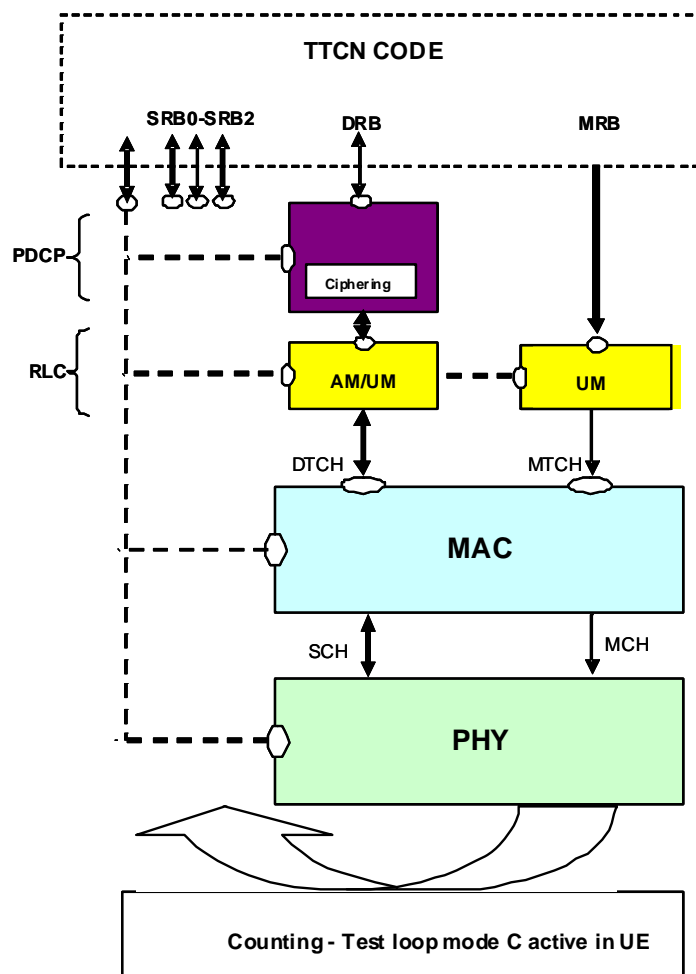 TTCN CODE
SRB0-SRB2
DRB
MRB
PDCP
Ciphering
RLC
AM/UM
UM
DTCH
MTCH
MAC
SCH
MCH
PHY
Counting - Test loop mode C active in UE